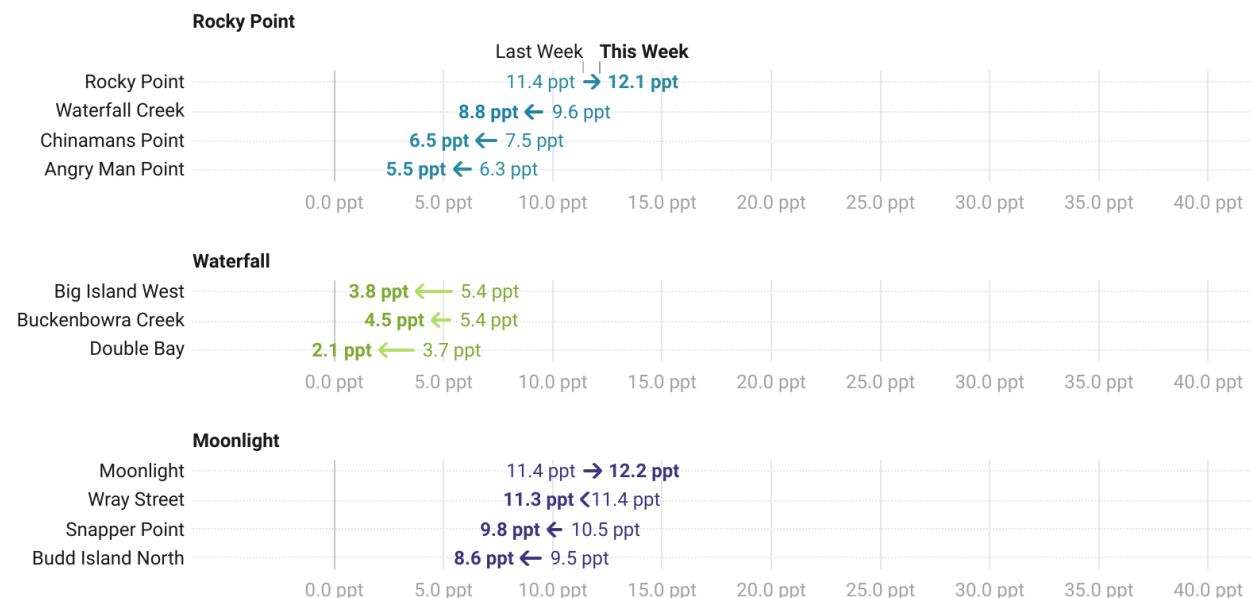 Rocky Point
Last Week This Week
Rocky Point 11.4 ppt 12.1 ppt
Waterfall Creek 8.8 ppt 9.6 ppt
Chinamans Point 6.5 ppt 7.5 ppt
Angry Man Point 5.5 ppt 6.3 ppt
0.0 ppt 5.0 ppt 10.0 ppt 15.0 ppt 20.0 ppt 25.0 ppt 30.0 ppt 35.0 ppt 40.0 ppt
Waterfall
Big Island West 3.8 ppt 5.4 ppt
Buckenbowra Creek 4.5 ppt 5.4 ppt
Double Bay 2.1 ppt 3.7 ppt
0.0 ppt 5.0 ppt 10.0 ppt 15.0 ppt 20.0 ppt 25.0 ppt 30.0 ppt 35.0 ppt 40.0 ppt
Moonlight
Moonlight 11.4 ppt 12.2 ppt
Wray Street 11.3 ppt 11.4 ppt
Snapper Point 9.8 ppt 10.5 ppt
Budd Island North 8.6 ppt 9.5 ppt
0.0 ppt 5.0 ppt 10.0 ppt 15.0 ppt 20.0 ppt 25.0 ppt 30.0 ppt 35.0 ppt 40.0 ppt